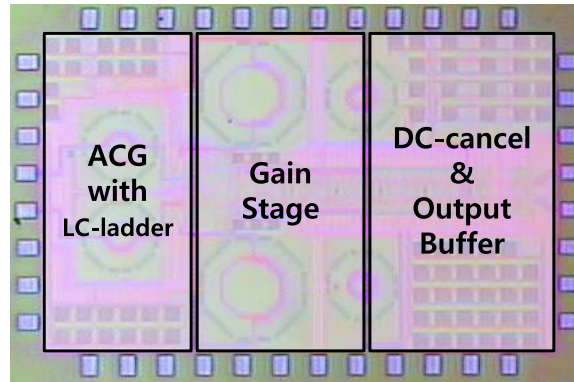 ACG
with
LC-ladder
Gain
Stage
DC-cancel
&
Output
Buffer